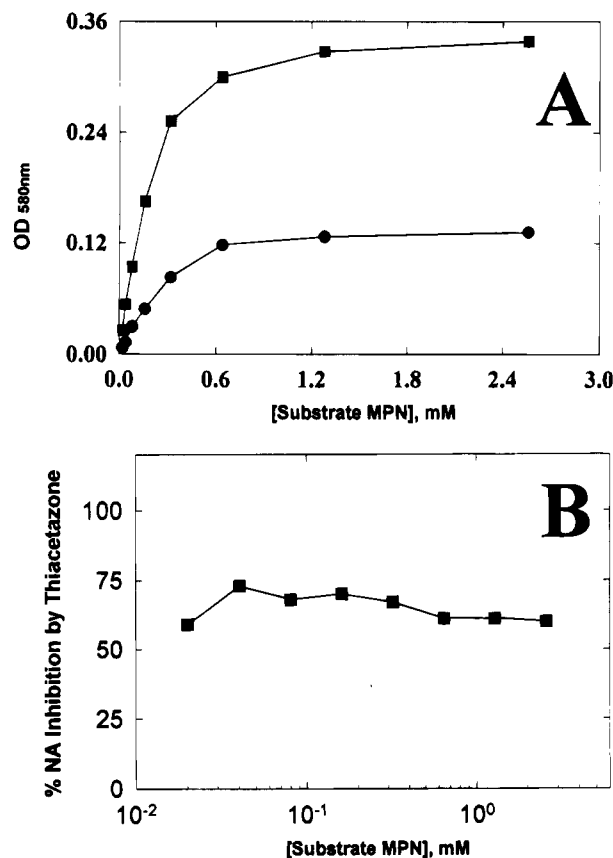 0.36
A
0.24
OD 580nm
0.12
0.00
0.0 0.6 1.2 1.8 2.4 3.0
[Substrate MPN], mM
B
100
% NA Inhibition by Thiacetazone
75
50
25
0
10-2 10-1 100
[Substrate MPN], mM